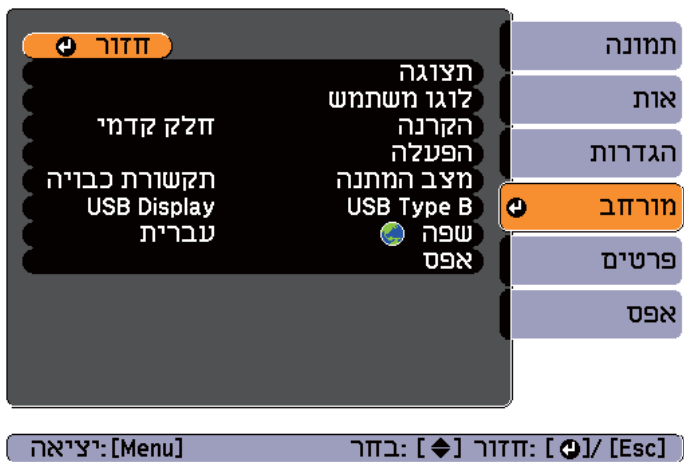 חזור
תצוגה
לוגו משתמש
הקרנה חלק קדמי
הפעלה
מצב המתנה תקשורת כבויה
USB Type B USB Display
שפה עברית
אפס
תמונה
אות
הגדרות
מורחב
פרטים
אפס
[Esc] /[ ]: חזור [ ]: בחר [Menu]: יציאה